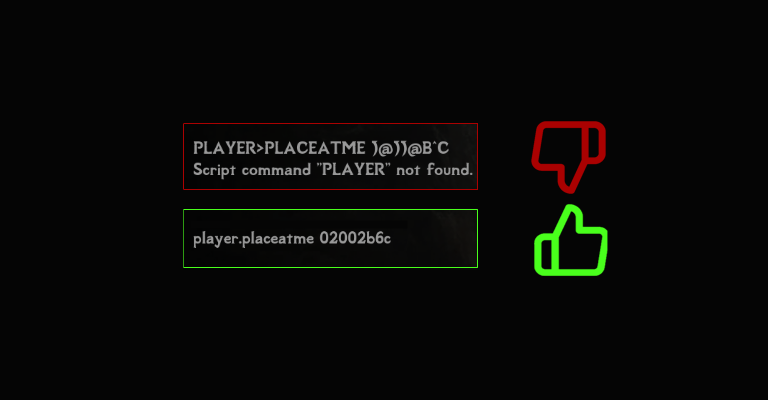 PLAYER>PLACEATME )@))@B^C
Script command "PLAYER" not found.
player.placeatme 02002b6c